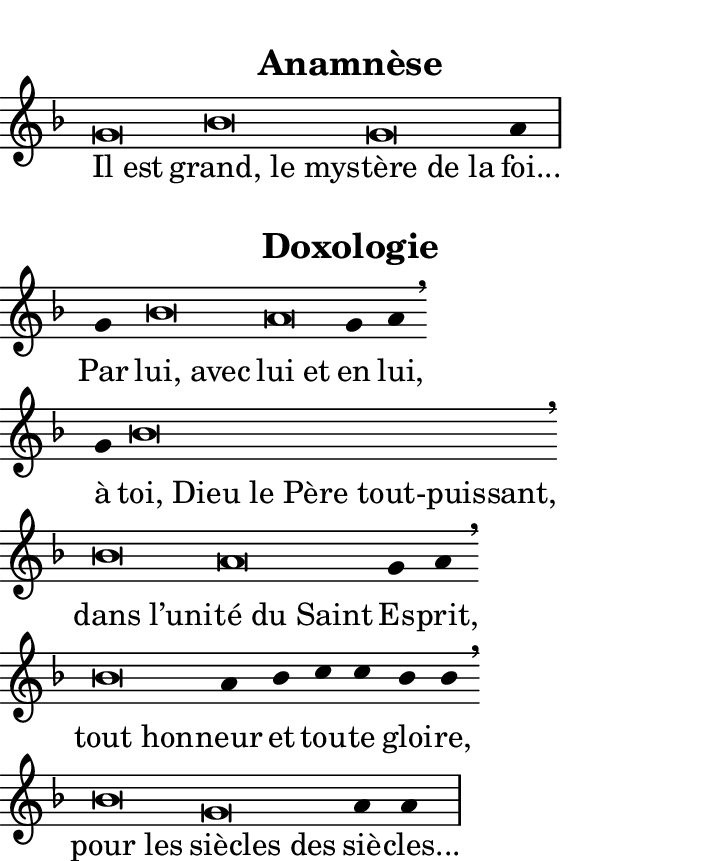 Anamnèse
Il est grand, le mystère de la foi...
Doxologie
Par lui, avec lui et en lui,
à toi, Dieu le Père tout-puissant,
dans l’unité du Saint Esprit,
tout honneur et toute gloire,
pour les siècles des siècles...